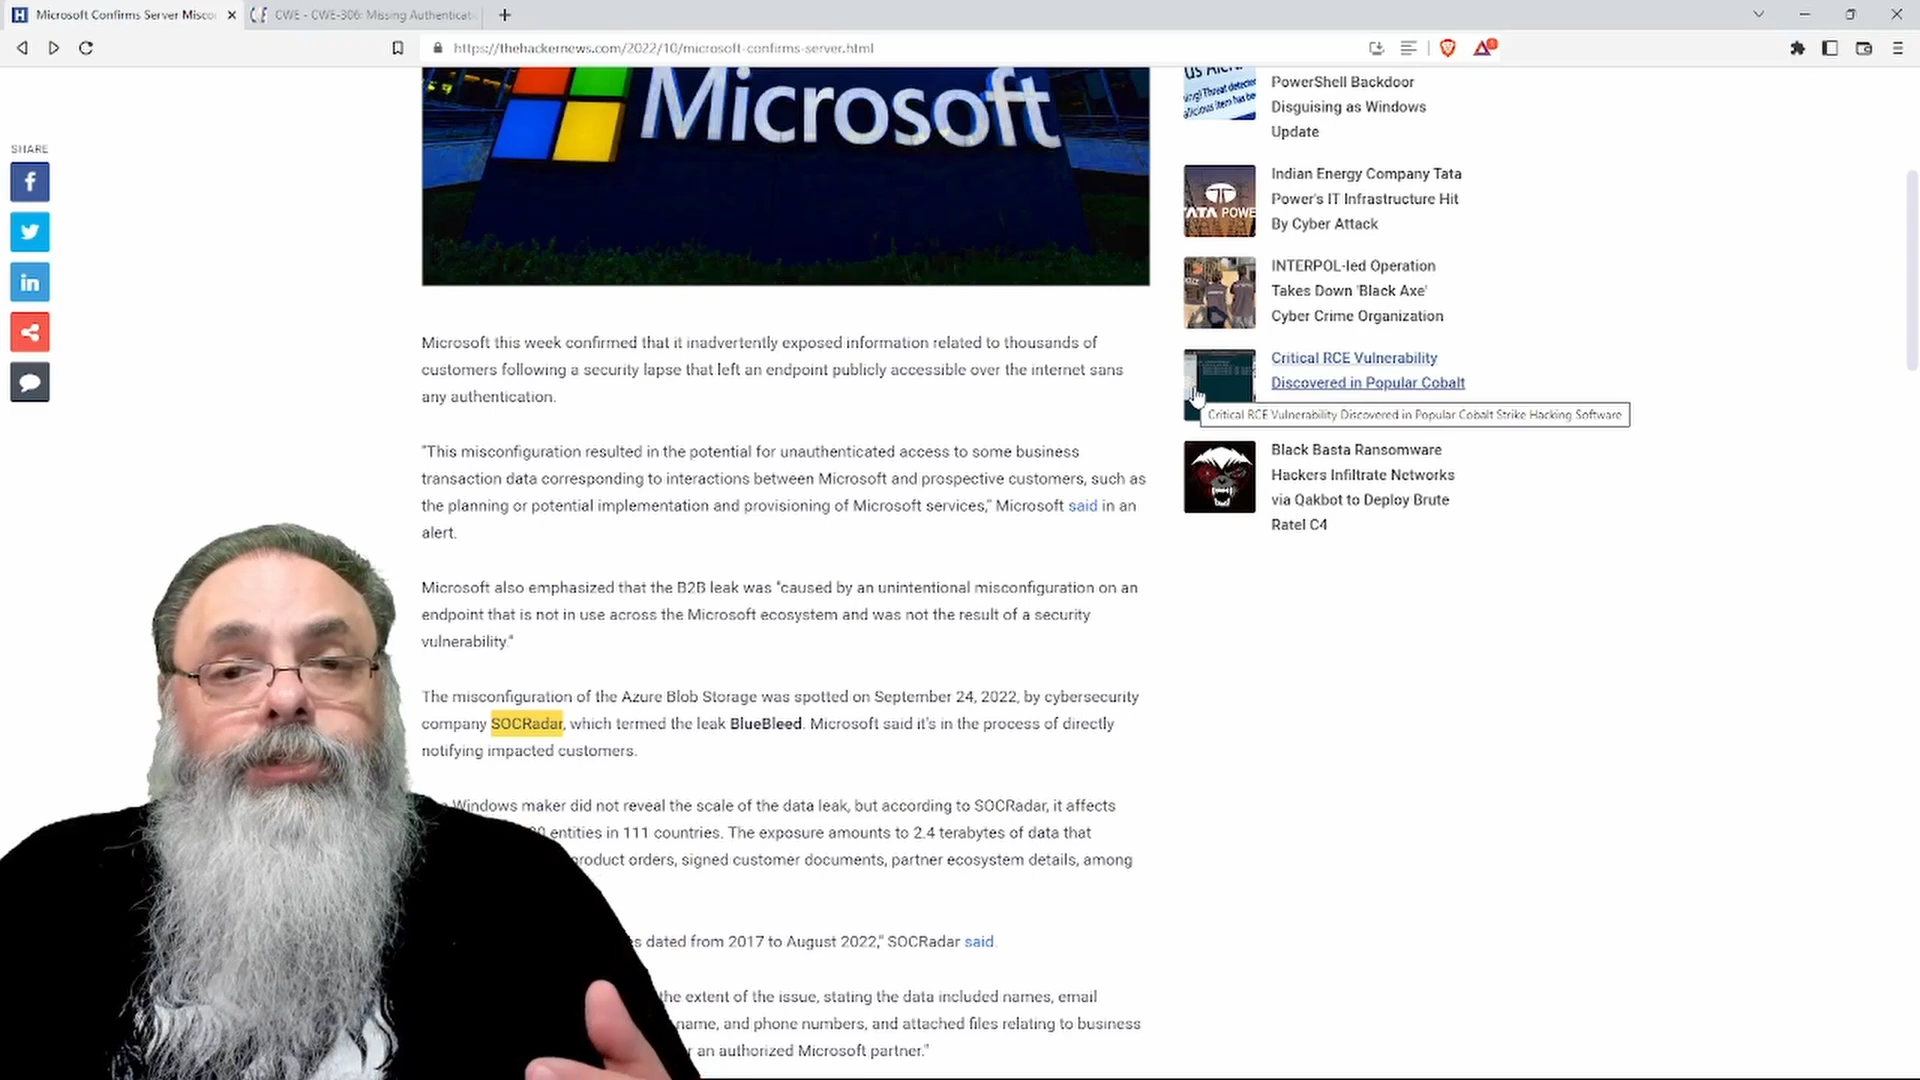 Microsoft Confirms Server Misco
CWE - CWE-306: Missing Authenticati
https://thehackernews.com/2022/10/microsoft-confirms-server.html
SHARE
Microsoft
Microsoft this week confirmed that it inadvertently exposed information related to thousands of
customers following a security lapse that left an endpoint publicly accessible over the internet sans
any authentication.
"This misconfiguration resulted in the potential for unauthenticated access to some business
transaction data corresponding to interactions between Microsoft and prospective customers, such as
the planning or potential implementation and provisioning of Microsoft services," Microsoft said in an
alert.
Microsoft also emphasized that the B2B leak was "caused by an unintentional misconfiguration on an
endpoint that is not in use across the Microsoft ecosystem and was not the result of a security
vulnerability."
The misconfiguration of the Azure Blob Storage was spotted on September 24, 2022, by cybersecurity
company SOCRadar, which termed the leak BlueBleed. Microsoft said it's in the process of directly
notifying impacted customers.
Windows maker did not reveal the scale of the data leak, but according to SOCRadar, it affects
entities in 111 countries. The exposure amounts to 2.4 terabytes of data that
product orders, signed customer documents, partner ecosystem details, among
dated from 2017 to August 2022," SOCRadar said.
the extent of the issue, stating the data included names, email
name, and phone numbers, and attached files relating to business
an authorized Microsoft partner."
PowerShell Backdoor
Disguising as Windows
Update
TATA POWE
Indian Energy Company Tata
Power's IT Infrastructure Hit
By Cyber Attack
INTERPOL-led Operation
Takes Down 'Black Axe'
Cyber Crime Organization
Critical RCE Vulnerability
Discovered in Popular Cobalt
Critical RCE Vulnerability Discovered in Popular Cobalt Strike Hacking Software
Black Basta Ransomware
Hackers Infiltrate Networks
via Qakbot to Deploy Brute
Ratel C4